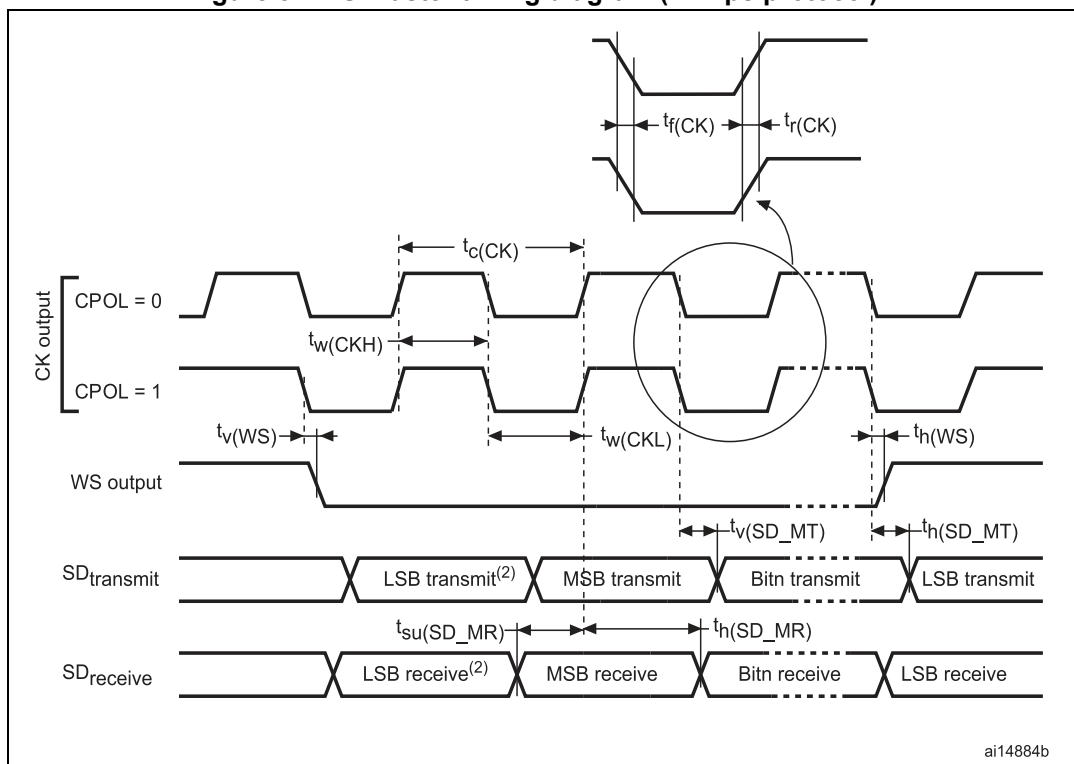 tf(CK)
tr(CK)
tc(CK)
CK output
CPOL = 0
tw(CKH)
CPOL = 1
tv(WS)
tw(CKL)
th(WS)
WS output
tv(SD_MT)
th(SD_MT)
SDtransmit
LSB transmit(2)
MSB transmit
Bitn transmit
LSB transmit
tsu(SD_MR)
th(SD_MR)
SDreceive
LSB receive(2)
MSB receive
Bitn receive
LSB receive
ai14884b